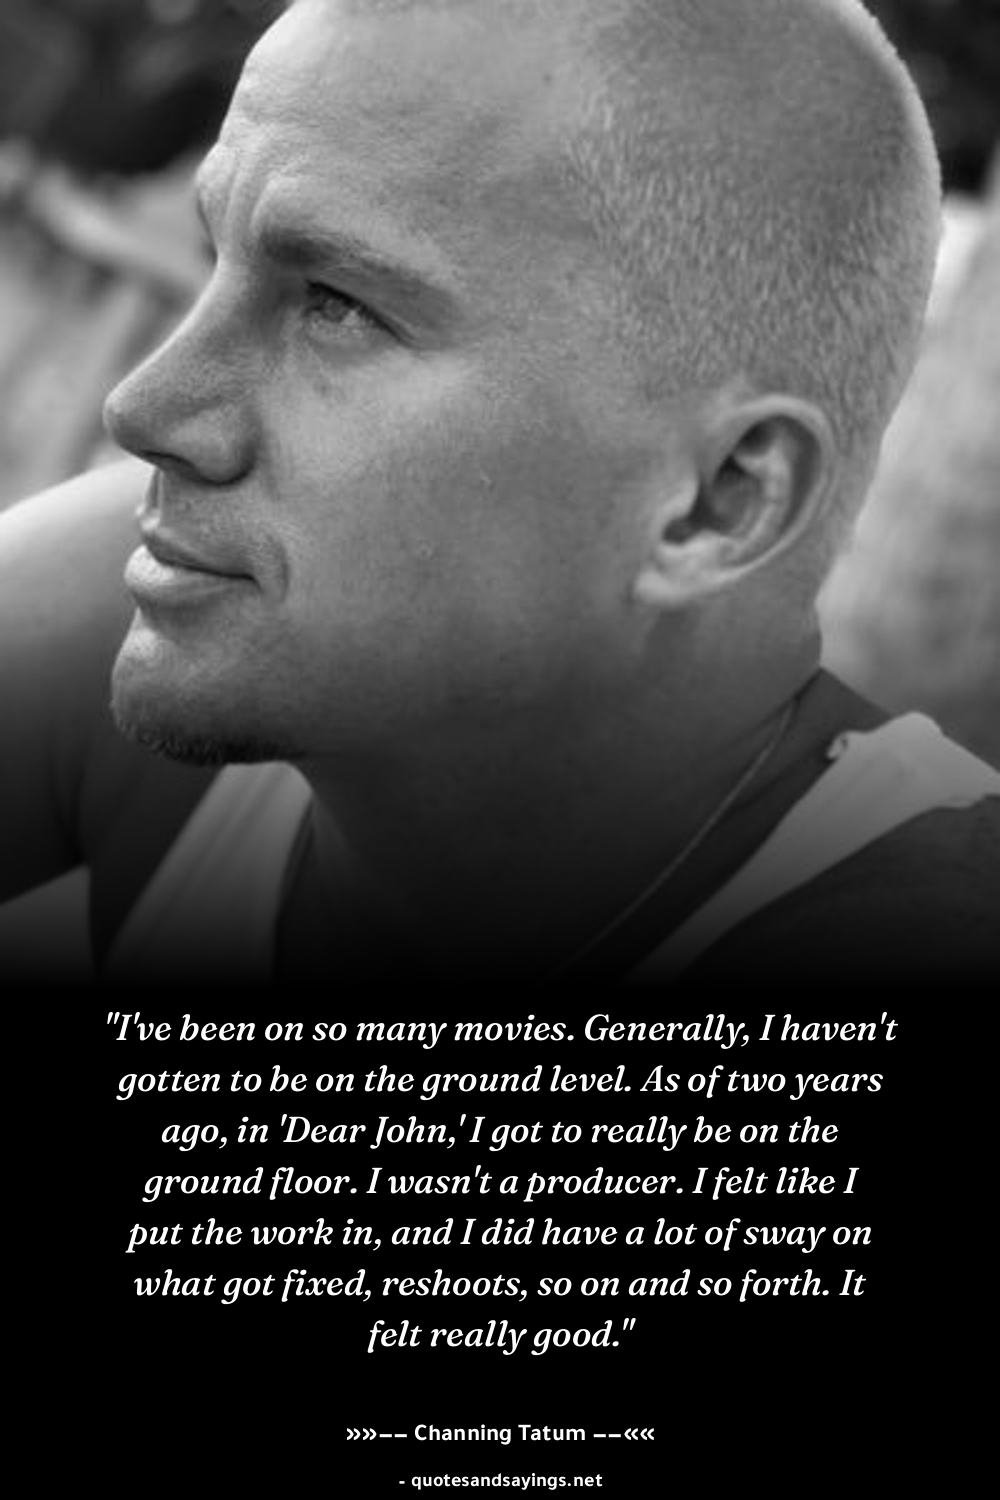 "I've been on so many movies. Generally, I haven't
gotten to be on the ground level. As of two years
ago, in 'Dear John,' I got to really be on the
ground floor. I wasn't a producer. I felt like I
put the work in, and I did have a lot of sway on
what got fixed, reshoots, so on and so forth. It
felt really good."
»»-- Channing Tatum --««
- quotesandsayings.net